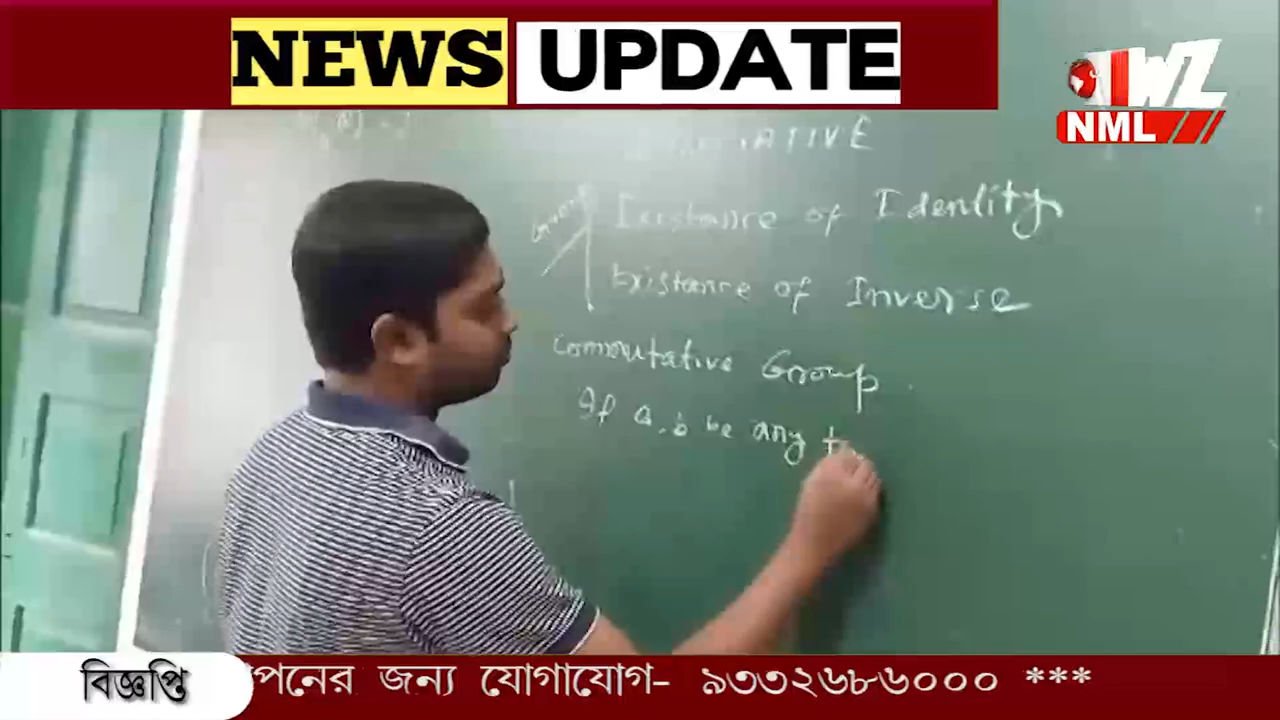 NEWS UPDATE
NML
Existance of Identity
Existance of Inverse
Commutative Group
If a, b be any
বিজ্ঞপ্তি
পনের জন্য যোগাযোগ- ৯৩৩২৬৮৬০০০ ***